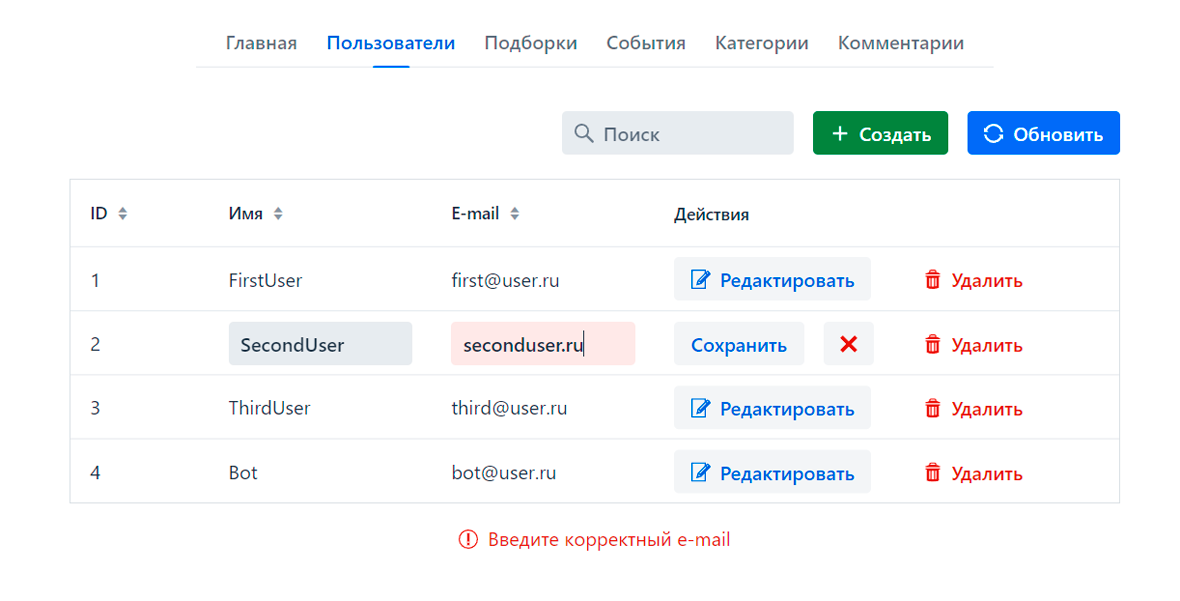 Главная Пользователи Подборки События Категории Комментарии
Поиск + Создать Обновить
ID Имя E-mail Действия
1 FirstUser first@user.ru Редактировать Удалить
2 SecondUser seconduser.ru Сохранить Удалить
3 ThirdUser third@user.ru Редактировать Удалить
4 Bot bot@user.ru Редактировать Удалить
Введите корректный e-mail